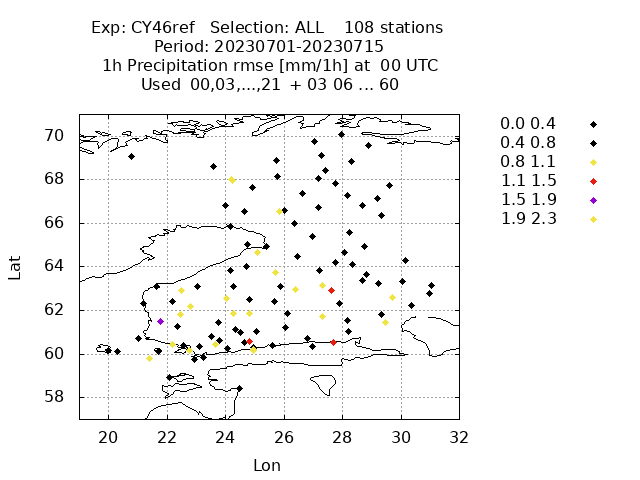 Exp: CY46ref   Selection: ALL    108 stations
Period: 20230701-20230715
1h Precipitation rmse [mm/1h] at  00 UTC
Used  00,03,...,21  + 03 06 ... 60
0.0 0.4
0.4 0.8
0.8 1.1
1.1 1.5
1.5 1.9
1.9 2.3
70
68
66
64
62
60
58
Lat
20 22 24 26 28 30 32
Lon